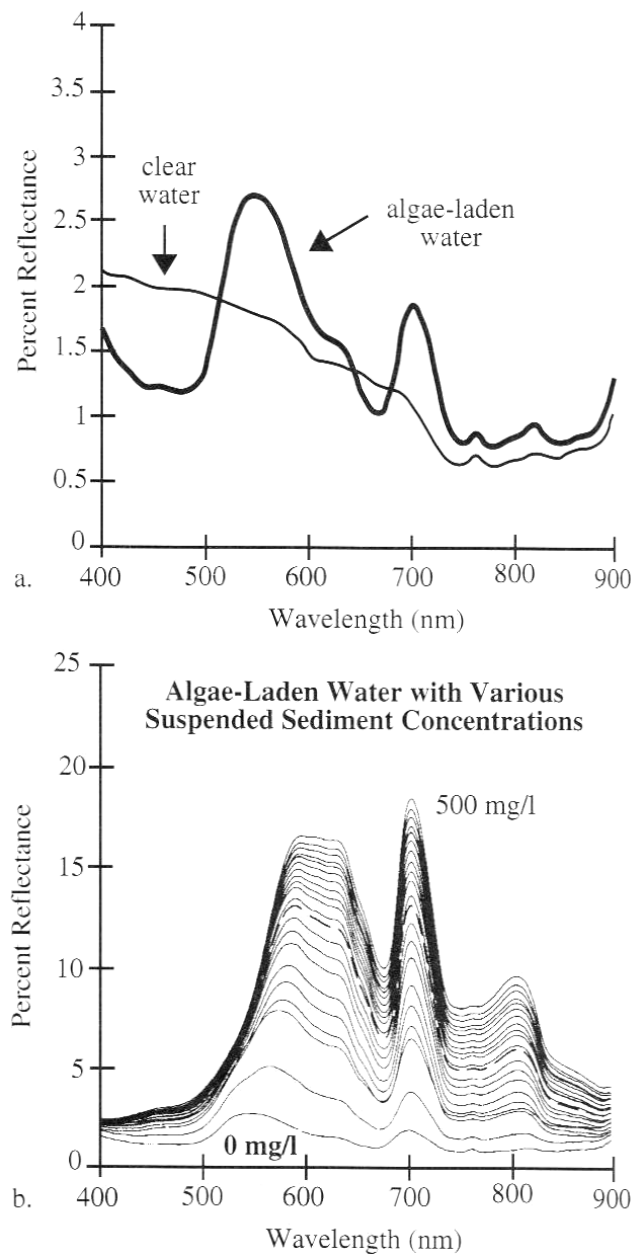 4
3.5
3
2.5
2
1.5
1
0.5
0
Percent Reflectance
clear
water
algae-laden
water
400 500 600 700 800 900
a.
Wavelength (nm)
25
20
15
10
5
0
Percent Reflectance
Algae-Laden Water with Various
Suspended Sediment Concentrations
500 mg/l
0 mg/l
400 500 600 700 800 900
b.
Wavelength (nm)